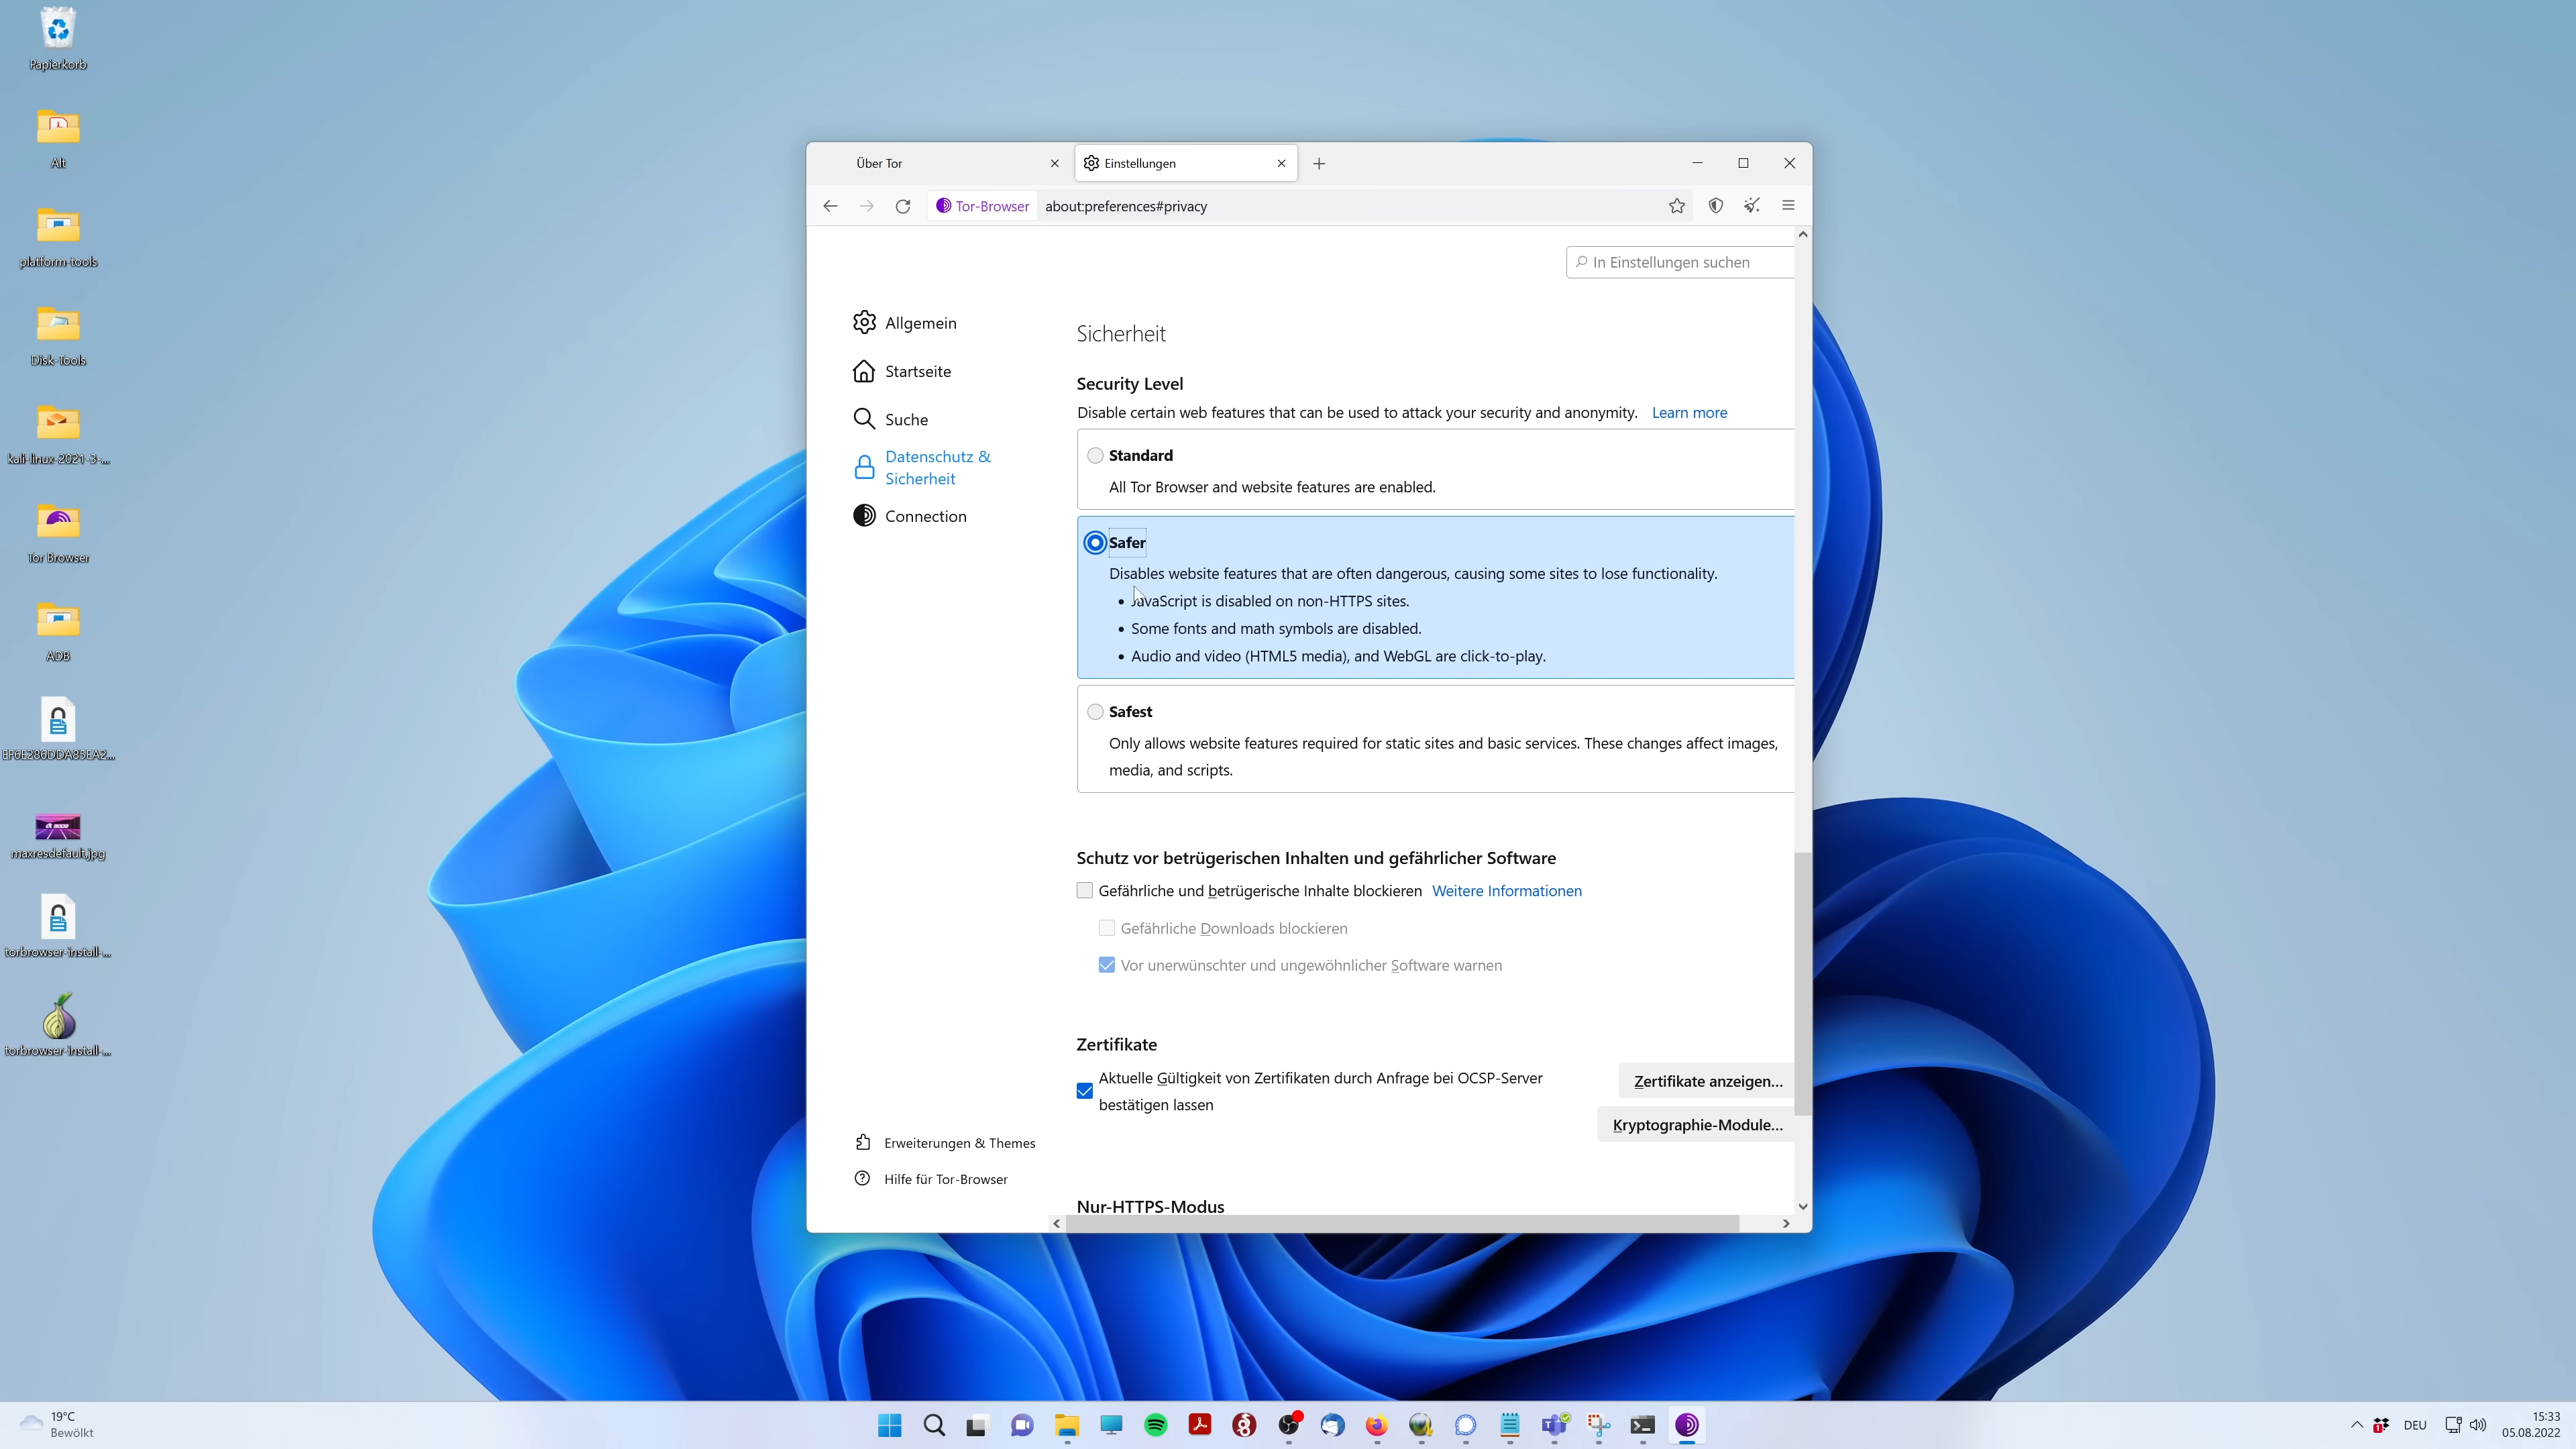 Papierkorb
Alt
platform-tools
Disk-Tools
kali-linux-2021-3-...
Tor Browser
ADB
EF6E286DDA85EA2...
maxresdefault.jpg
torbrowser-install-...
torbrowser-install-...
Über Tor
Einstellungen
Tor-Browser about:preferences#privacy
In Einstellungen suchen
Allgemein
Startseite
Suche
Datenschutz &
Sicherheit
Connection
Erweiterungen & Themes
Hilfe für Tor-Browser
Sicherheit
Security Level
Disable certain web features that can be used to attack your security and anonymity. Learn more
Standard
All Tor Browser and website features are enabled.
Safer
Disables website features that are often dangerous, causing some sites to lose functionality.
• JavaScript is disabled on non-HTTPS sites.
• Some fonts and math symbols are disabled.
• Audio and video (HTML5 media), and WebGL are click-to-play.
Safest
Only allows website features required for static sites and basic services. These changes affect images,
media, and scripts.
Schutz vor betrügerischen Inhalten und gefährlicher Software
Gefährliche und betrügerische Inhalte blockieren Weitere Informationen
Gefährliche Downloads blockieren
Vor unerwünschter und ungewöhnlicher Software warnen
Zertifikate
Aktuelle Gültigkeit von Zertifikaten durch Anfrage bei OCSP-Server
bestätigen lassen
Zertifikate anzeigen...
Kryptographie-Module...
Nur-HTTPS-Modus
19°C
Bewölkt
DEU
15:33
05.08.2022